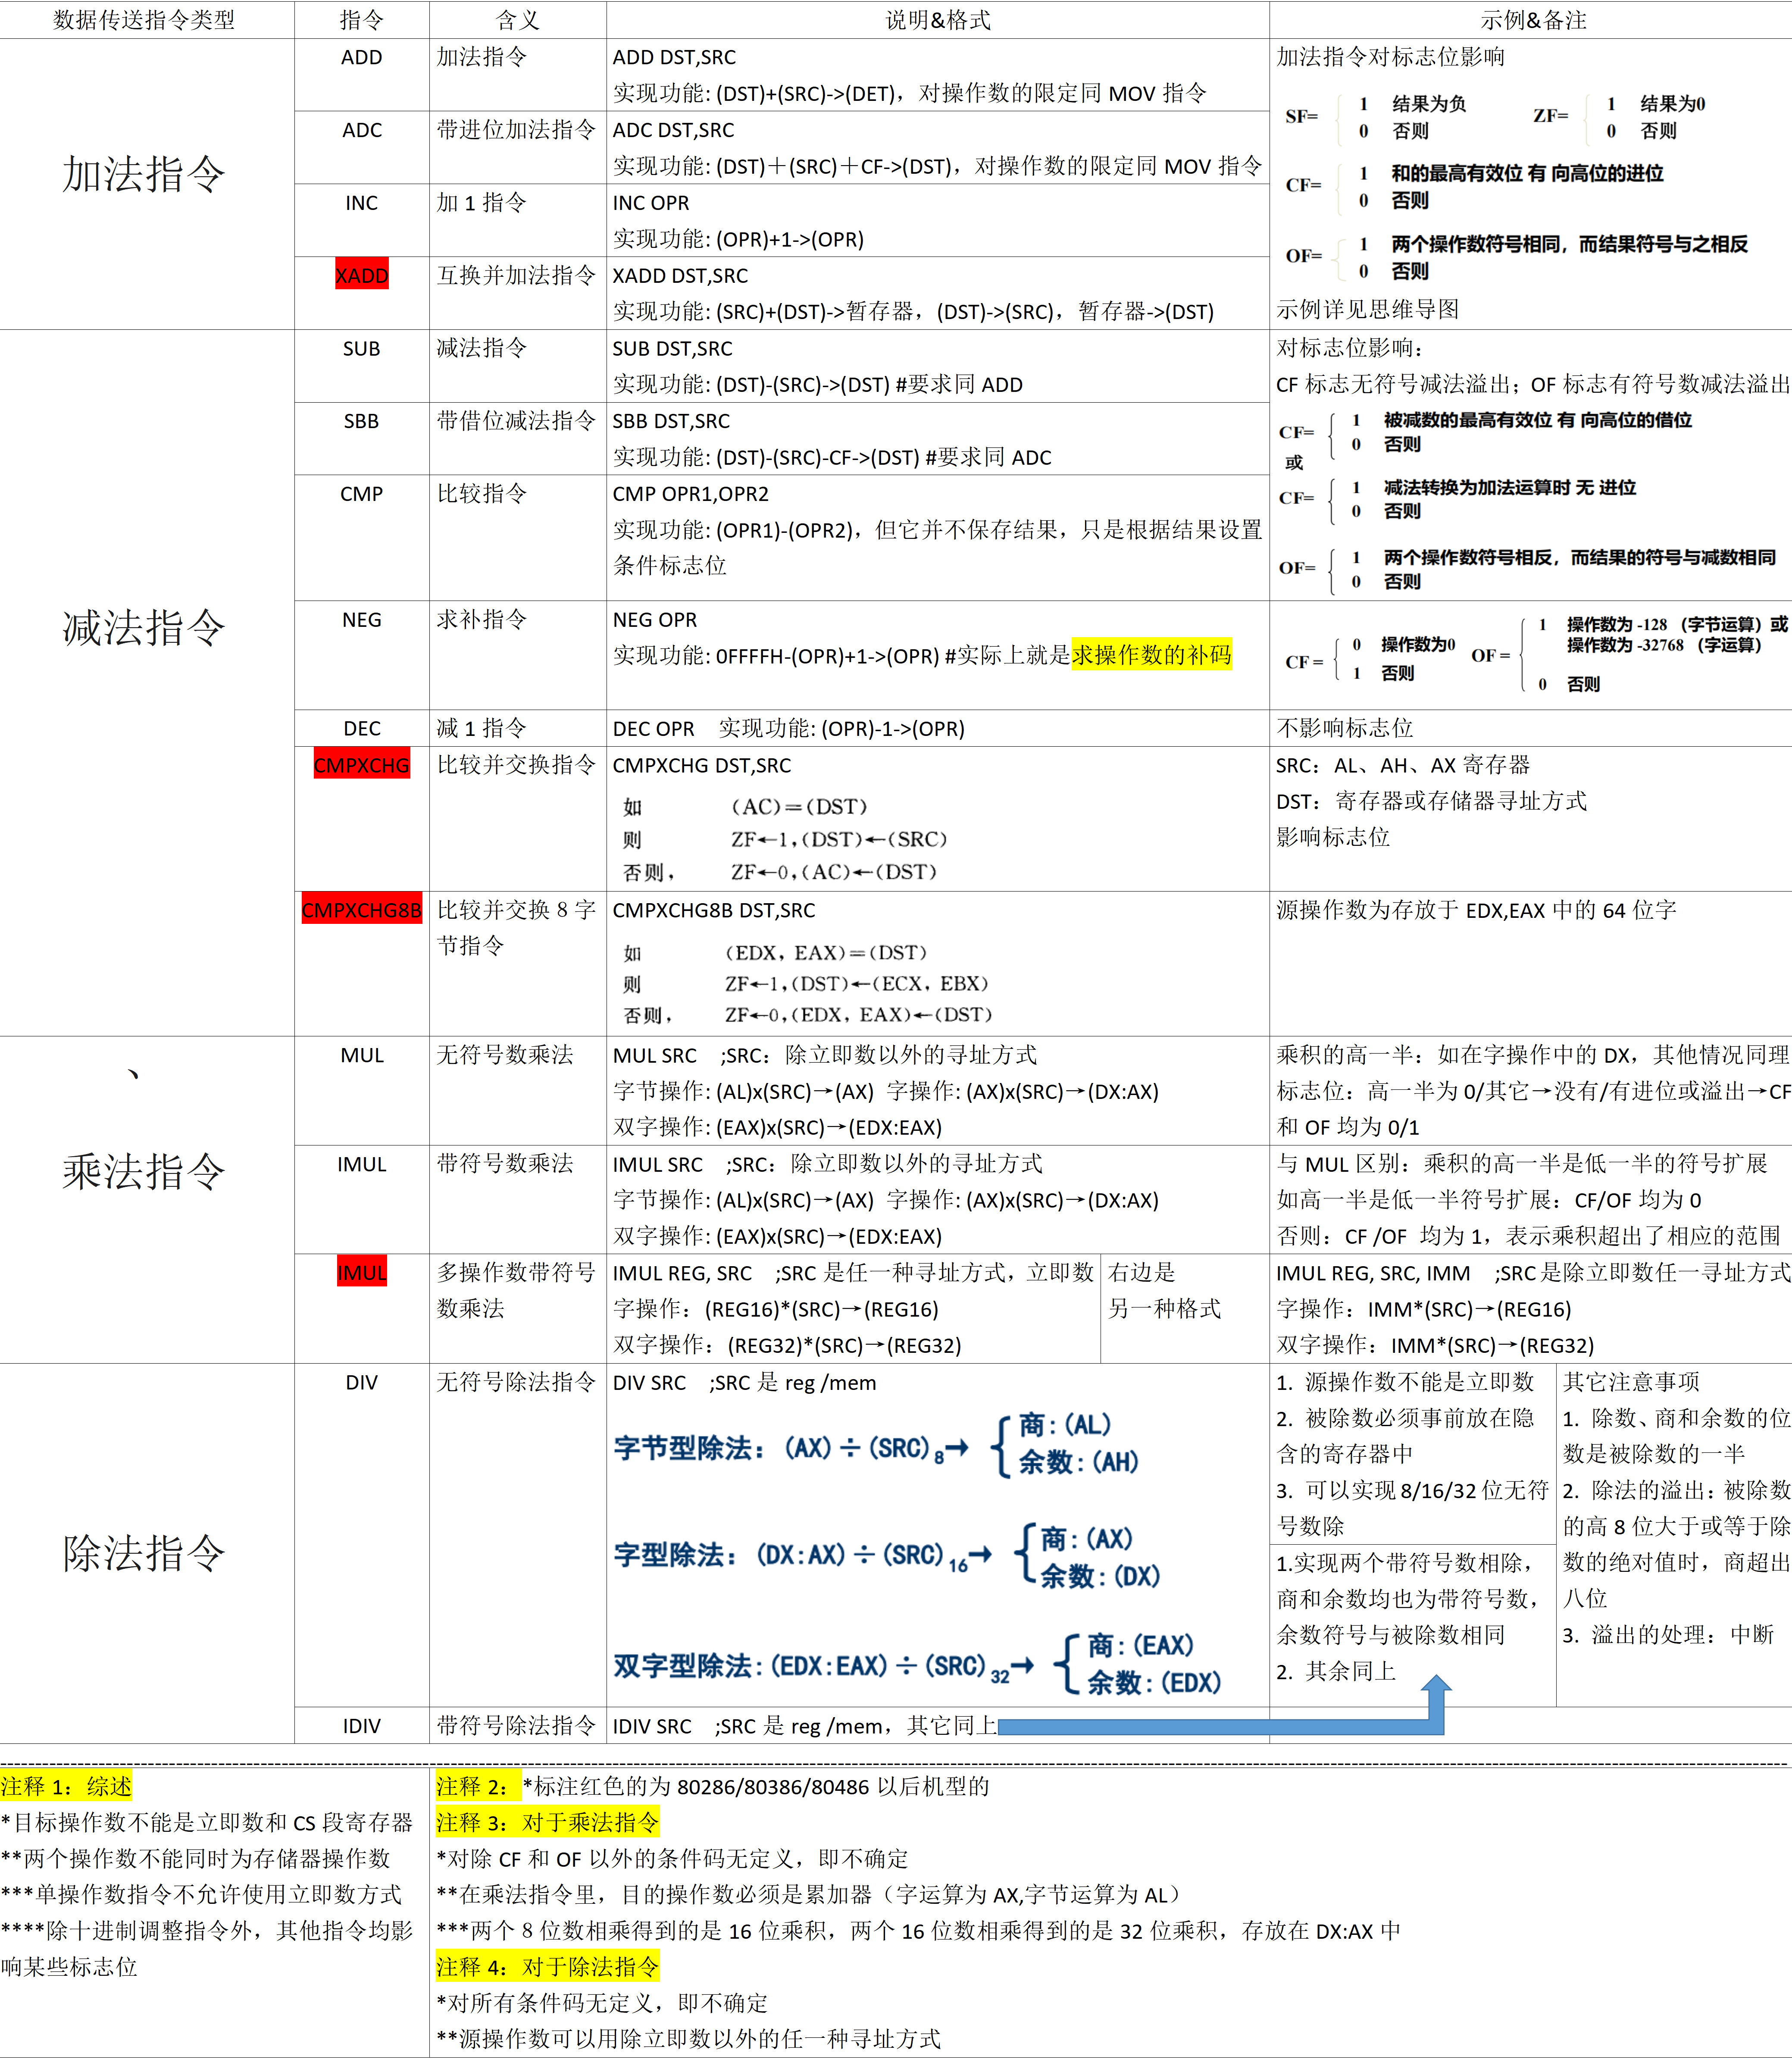 数据传送指令类型 指令 含义 说明&格式 示例&备注
加法指令
ADD 加法指令 ADD DST,SRC
实现功能: (DST)+(SRC)->(DET)，对操作数的限定同 MOV 指令
ADC 带进位加法指令 ADC DST,SRC
实现功能: (DST)＋(SRC)＋CF->(DST)，对操作数的限定同 MOV 指令
INC 加 1 指令 INC OPR
实现功能: (OPR)+1->(OPR)
XADD 互换并加法指令 XADD DST,SRC
实现功能: (SRC)+(DST)->暂存器，(DST)->(SRC)，暂存器->(DST)
加法指令对标志位影响
SF= 1 结果为负 ZF= 1 结果为0
0 否则 0 否则
CF= 1 和的最高有效位 有 向高位的进位
0 否则
OF= 1 两个操作数符号相同，而结果符号与之相反
0 否则
示例详见思维导图
减法指令
SUB 减法指令 SUB DST,SRC
实现功能: (DST)-(SRC)->(DST) #要求同 ADD
SBB 带借位减法指令 SBB DST,SRC
实现功能: (DST)-(SRC)-CF->(DST) #要求同 ADC
CMP 比较指令 CMP OPR1,OPR2
实现功能: (OPR1)-(OPR2)，但它并不保存结果，只是根据结果设置
条件标志位
对标志位影响：
CF 标志无符号减法溢出；OF 标志有符号数减法溢出
CF= 1 被减数的最高有效位 有 向高位的借位
0 否则
或
CF= 1 减法转换为加法运算时 无 进位
0 否则
OF= 1 两个操作数符号相反，而结果的符号与减数相同
0 否则
NEG 求补指令 NEG OPR
实现功能: 0FFFFH-(OPR)+1->(OPR) #实际上就是求操作数的补码
CF = 0 操作数为0
1 否则
OF = 1 操作数为 -128 （字节运算）或
操作数为 -32768 （字运算）
0 否则
DEC 减 1 指令 DEC OPR 实现功能: (OPR)-1->(OPR) 不影响标志位
CMPXCHG 比较并交换指令 CMPXCHG DST,SRC
如 (AC)=(DST)
则 ZF←1,(DST)←(SRC)
否则， ZF←0,(AC)←(DST)
SRC：AL、AH、AX 寄存器
DST：寄存器或存储器寻址方式
影响标志位
CMPXCHG8B 比较并交换 8 字
节指令
CMPXCHG8B DST,SRC
如 (EDX，EAX)=(DST)
则 ZF←1,(DST)←(ECX，EBX)
否则， ZF←0,(EDX，EAX)←(DST)
源操作数为存放于 EDX,EAX 中的 64 位字
、
乘法指令
MUL 无符号数乘法 MUL SRC ;SRC：除立即数以外的寻址方式
字节操作: (AL)x(SRC)→(AX) 字操作: (AX)x(SRC)→(DX:AX)
双字操作: (EAX)x(SRC)→(EDX:EAX)
乘积的高一半：如在字操作中的 DX，其他情况同理
标志位：高一半为 0/其它→没有/有进位或溢出→CF
和 OF 均为 0/1
IMUL 带符号数乘法 IMUL SRC ;SRC：除立即数以外的寻址方式
字节操作: (AL)x(SRC)→(AX) 字操作: (AX)x(SRC)→(DX:AX)
双字操作: (EAX)x(SRC)→(EDX:EAX)
与 MUL 区别：乘积的高一半是低一半的符号扩展
如高一半是低一半符号扩展：CF/OF 均为 0
否则：CF /OF 均为 1，表示乘积超出了相应的范围
IMUL 多操作数带符号
数乘法
IMUL REG, SRC ;SRC 是任一种寻址方式，立即数
字操作：(REG16)*(SRC)→(REG16)
双字操作：(REG32)*(SRC)→(REG32)
右边是
另一种格式
IMUL REG, SRC, IMM ;SRC 是除立即数任一寻址方式
字操作：IMM*(SRC)→(REG16)
双字操作：IMM*(SRC)→(REG32)
除法指令
DIV 无符号除法指令 DIV SRC ;SRC 是 reg /mem
字节型除法：(AX)÷(SRC)8→ 商:(AL)
余数:(AH)
字型除法：(DX:AX)÷(SRC)16→ 商:(AX)
余数:(DX)
双字型除法:(EDX:EAX)÷(SRC)32→ 商:(EAX)
余数:(EDX)
1. 源操作数不能是立即数
2. 被除数必须事前放在隐
含的寄存器中
3. 可以实现 8/16/32 位无符
号数除
1.实现两个带符号数相除，
商和余数均也为带符号数，
余数符号与被除数相同
2. 其余同上
其它注意事项
1. 除数、商和余数的位
数是被除数的一半
2. 除法的溢出：被除数
的高 8 位大于或等于除
数的绝对值时，商超出
八位
3. 溢出的处理：中断
IDIV 带符号除法指令 IDIV SRC ;SRC 是 reg /mem，其它同上
注释 1：综述
*目标操作数不能是立即数和 CS 段寄存器
**两个操作数不能同时为存储器操作数
***单操作数指令不允许使用立即数方式
****除十进制调整指令外，其他指令均影
响某些标志位
注释 2：*标注红色的为 80286/80386/80486 以后机型的
注释 3：对于乘法指令
*对除 CF 和 OF 以外的条件码无定义，即不确定
**在乘法指令里，目的操作数必须是累加器（字运算为 AX,字节运算为 AL）
***两个 8 位数相乘得到的是 16 位乘积，两个 16 位数相乘得到的是 32 位乘积，存放在 DX:AX 中
注释 4：对于除法指令
*对所有条件码无定义，即不确定
**源操作数可以用除立即数以外的任一种寻址方式